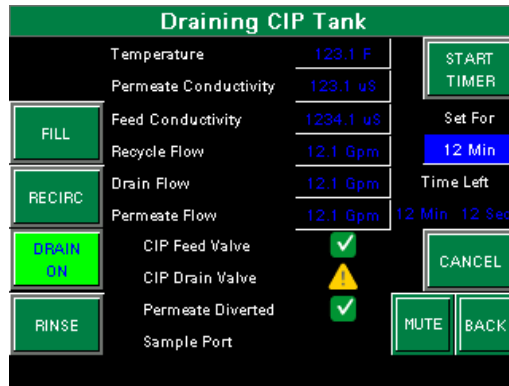 Draining CIP Tank
Temperature 123.1 F
START TIMER
Permeate Conductivity 123.1 uS
Feed Conductivity 1234.1 uS
Set For
FILL
Recycle Flow 12.1 Gpm
12 Min
Drain Flow 12.1 Gpm
Time Left
RECIRC
Permeate Flow 12.1 Gpm
12 Min 12 Sec
DRAIN ON
CIP Feed Valve
CIP Drain Valve
CANCEL
Permeate Diverted
RINSE
MUTE
BACK
Sample Port